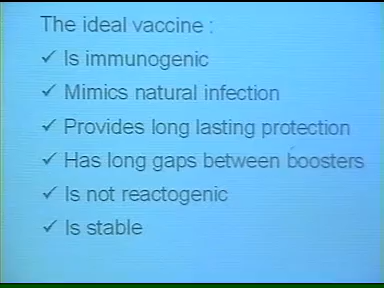 The ideal vaccine :
✓ Is immunogenic
✓ Mimics natural infection
✓ Provides long lasting protection
✓ Has long gaps between boosters
✓ Is not reactogenic
✓ Is stable